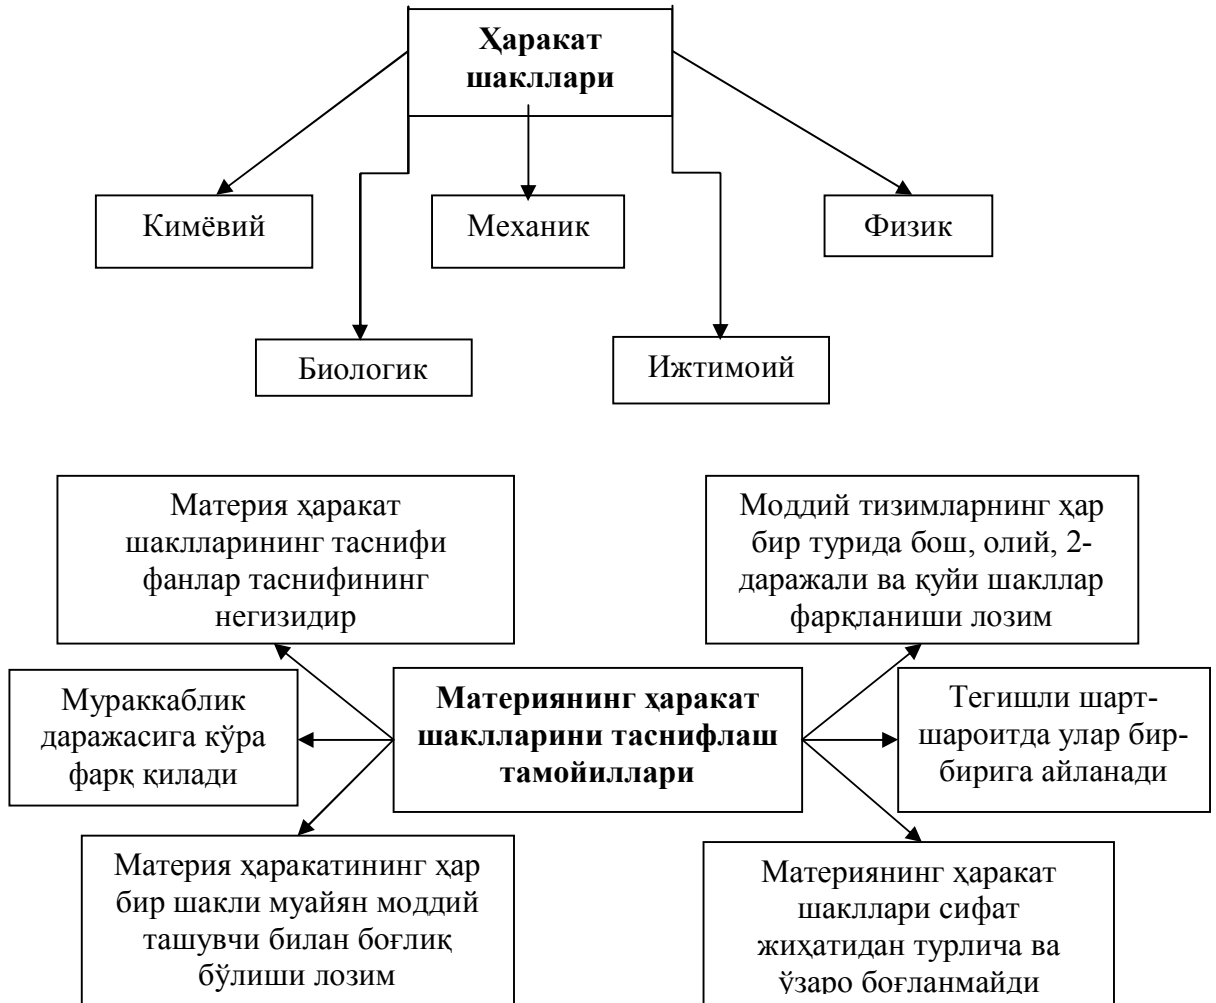 Ҳаракат
шакллари
Кимёвий
Механик
Физик
Биологик
Ижтимоий
Материя ҳаракат
шаклларининг таснифи
фанлар таснифининг
негизидир
Моддий тизимларнинг ҳар
бир турида бош, олий, 2-
даражали ва қуйи шакллар
фарқланиши лозим
Мураккаблик
даражасига кўра
фарқ қилади
Материянинг ҳаракат
шаклларини таснифлаш
тамойиллари
Тегишли шарт-
шароитда улар бир-
бирига айланади
Материя ҳаракатининг ҳар
бир шакли муайян моддий
ташувчи билан боғлиқ
бўлиши лозим
Материянинг ҳаракат
шакллари сифат
жиҳатидан турлича ва
ўзаро боғланмайди